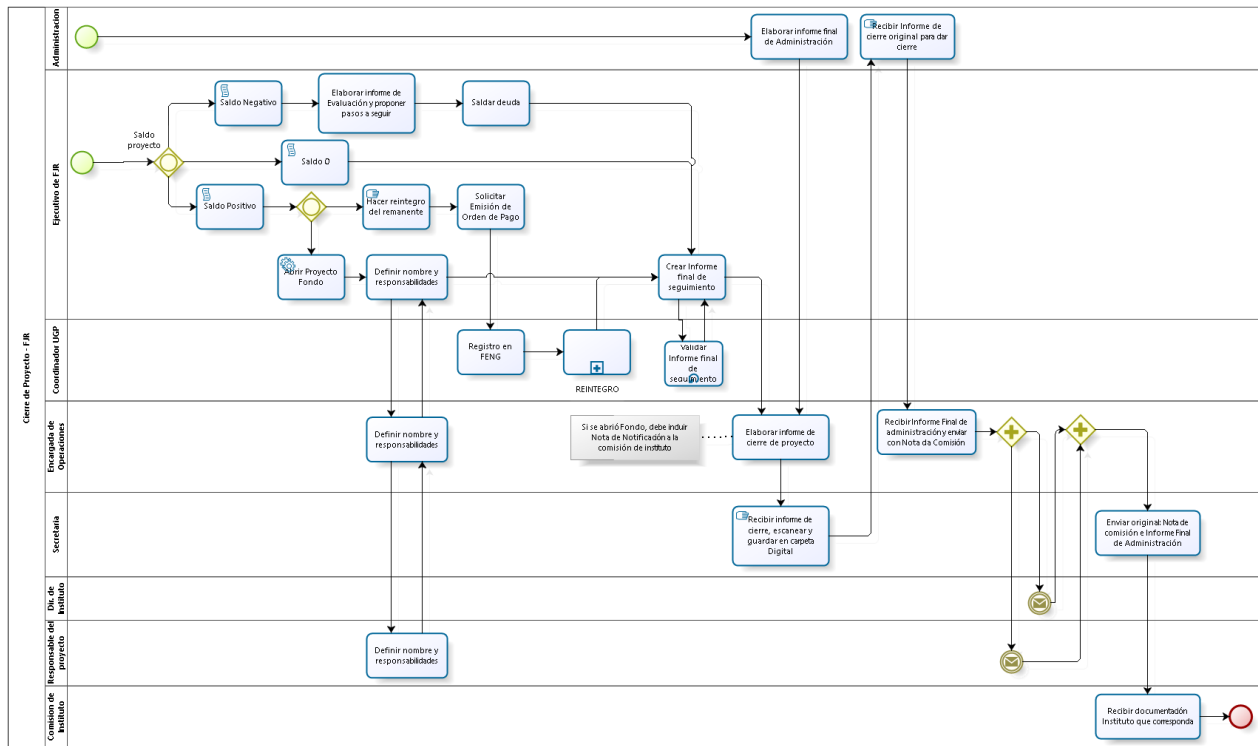 Cierre de Proyecto - FJR
Administracion
Elaborar informe final
de Administración
Recibir Informe de
cierre original para dar
cierre
Ejecutivo de FJR
Saldo
proyecto
Saldo Negativo
Elaborar informe de
Evaluación y proponer
pasos a seguir
Saldar deuda
Saldo 0
Saldo Positivo
Hacer reintegro
del remanente
Solicitar
Emisión de
Orden de Pago
Abrir Proyecto
Fondo
Definir nombre y
responsabilidades
Crear Informe
final de
seguimiento
Coordinador UGP
Registro en
FENG
REINTEGRO
Validar
Informe final
de
seguimiento
Encargada de
Operaciones
Definir nombre y
responsabilidades
Si se abrió Fondo, debe incluir
Nota de Notificación a la
comisión de instituto
Elaborar informe de
cierre de proyecto
Recibir Informe Final de
administración y enviar
con Nota da Comisión
Secretaria
Recibir informe de
cierre, escanear y
guardar en carpeta
Digital
Enviar original: Nota de
comisión e Informe Final
de Administración
Dir. de
Instituto
Responsable del
proyecto
Definir nombre y
responsabilidades
Comision de
Instituto
Recibir documentación
Instituto que corresponda